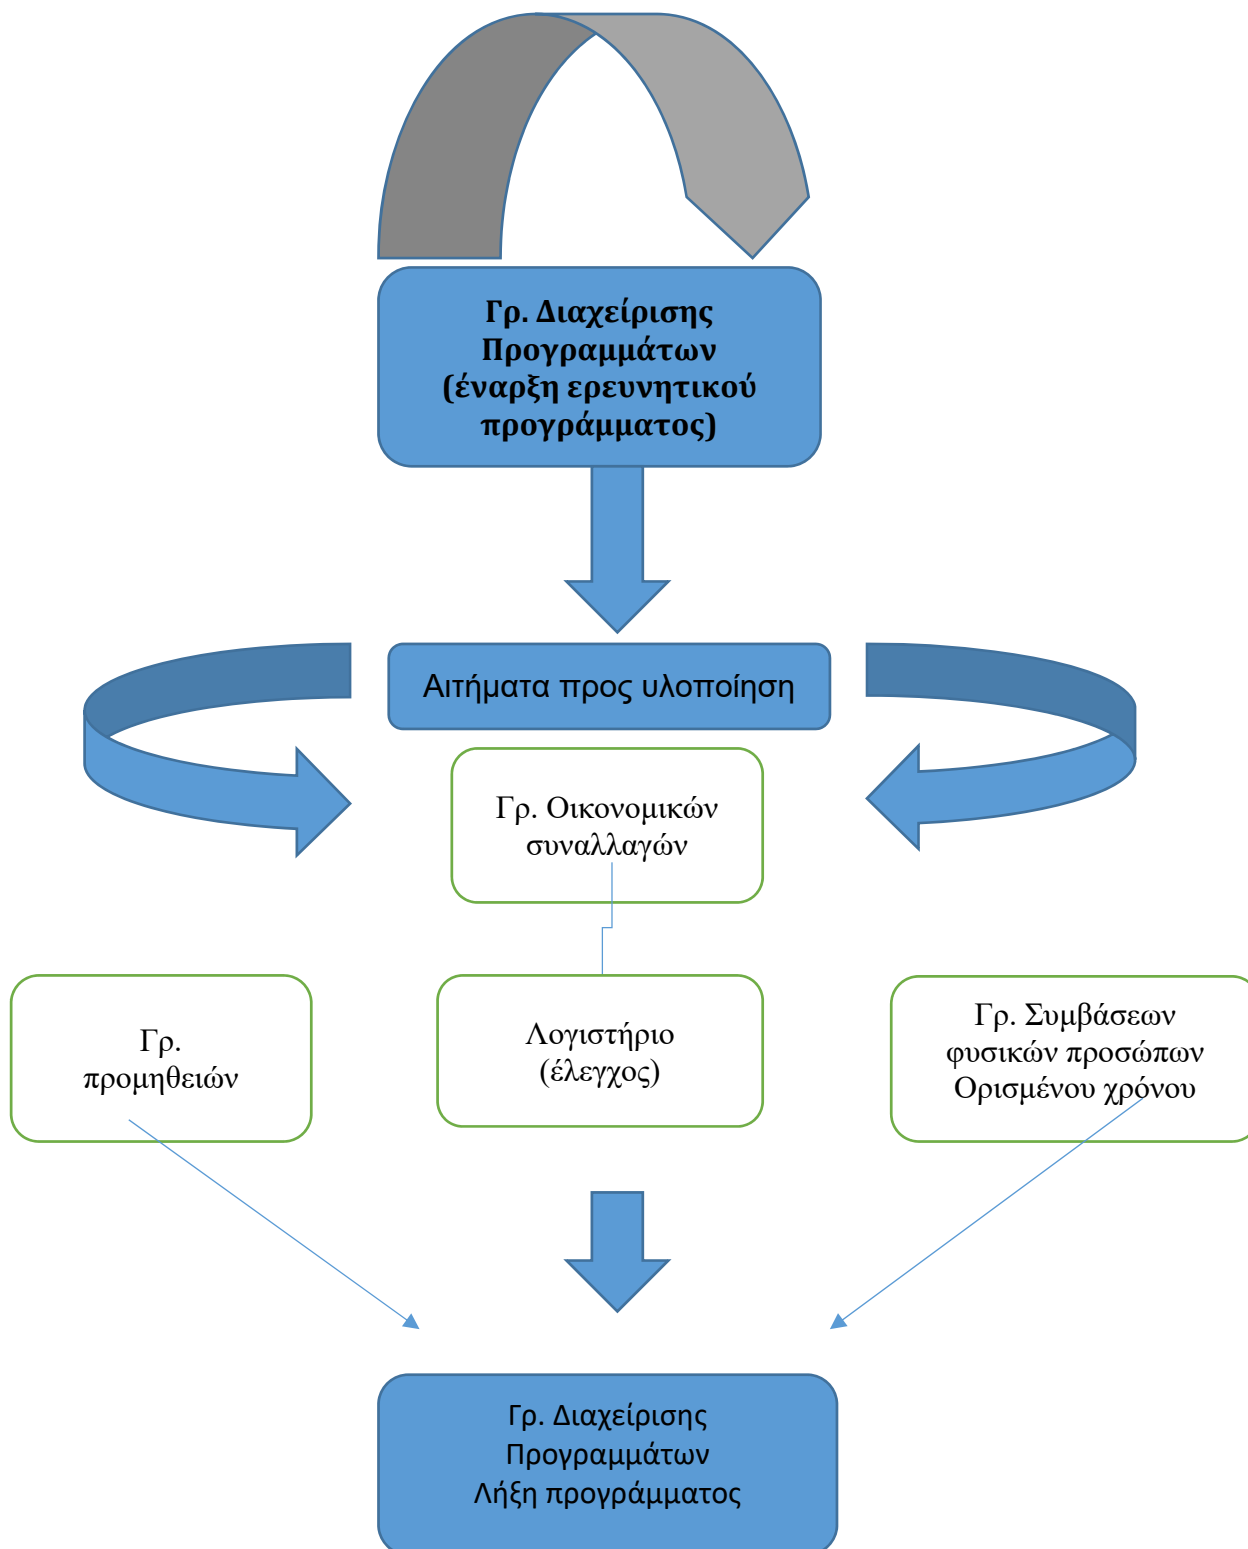 Γρ. Διαχείρισης
Προγραμμάτων
(έναρξη ερευνητικού
προγράμματος)
Αιτήματα προς υλοποίηση
Γρ. Οικονομικών
συναλλαγών
Γρ.
προμηθειών
Λογιστήριο
(έλεγχος)
Γρ. Συμβάσεων
φυσικών προσώπων
Ορισμένου χρόνου
Γρ. Διαχείρισης
Προγραμμάτων
Λήξη προγράμματος